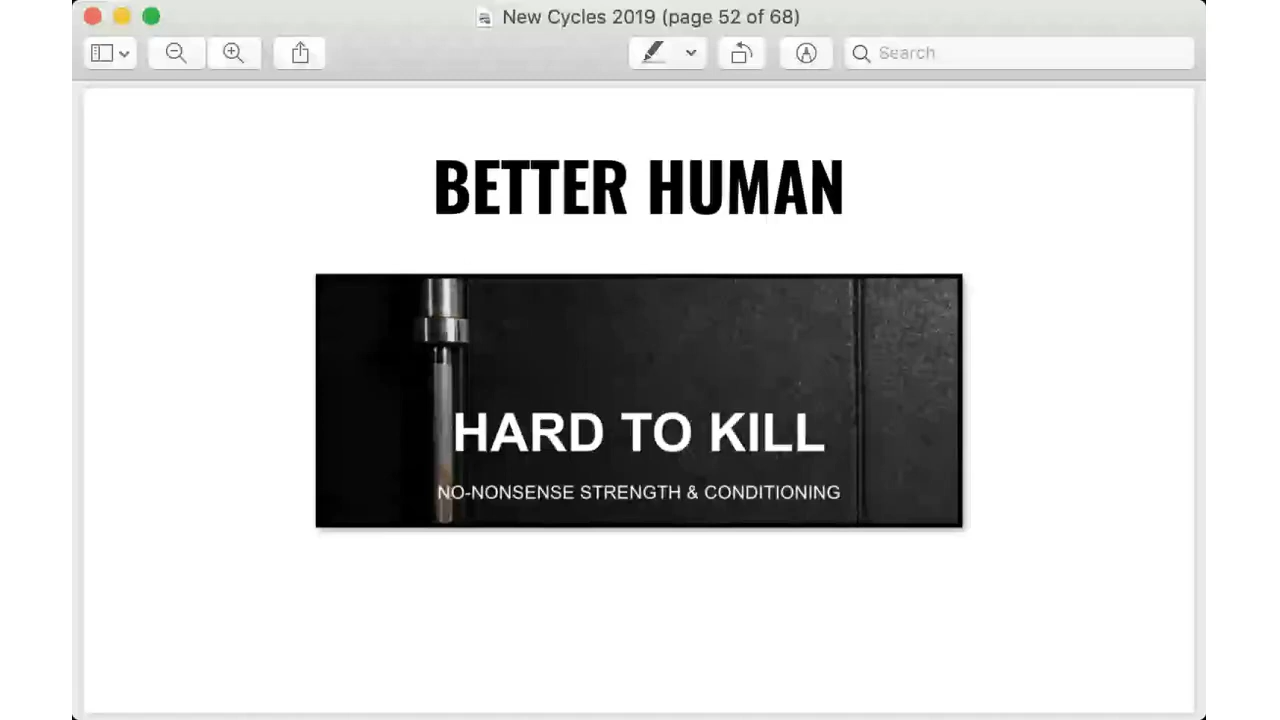 New Cycles 2019 (page 52 of 68)
Search
BETTER HUMAN
HARD TO KILL
NO-NONSENSE STRENGTH & CONDITIONING